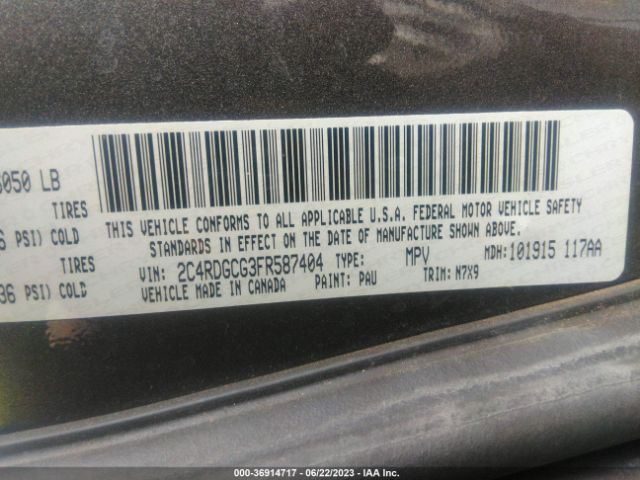 6050 LB
TIRES
PSI) COLD
TIRES
36 PSI) COLD
THIS VEHICLE CONFORMS TO ALL APPLICABLE U.S.A. FEDERAL MOTOR VEHICLE SAFETY
STANDARDS IN EFFECT ON THE DATE OF MANUFACTURE SHOWN ABOVE.
VIN: 2C4RDGCG3FR587404 TYPE: MPV MDH: 101915 117AA
VEHICLE MADE IN CANADA PAINT: PAU TRIM: N7X9
000-36914717 - 06/22/2023 - IAA Inc.